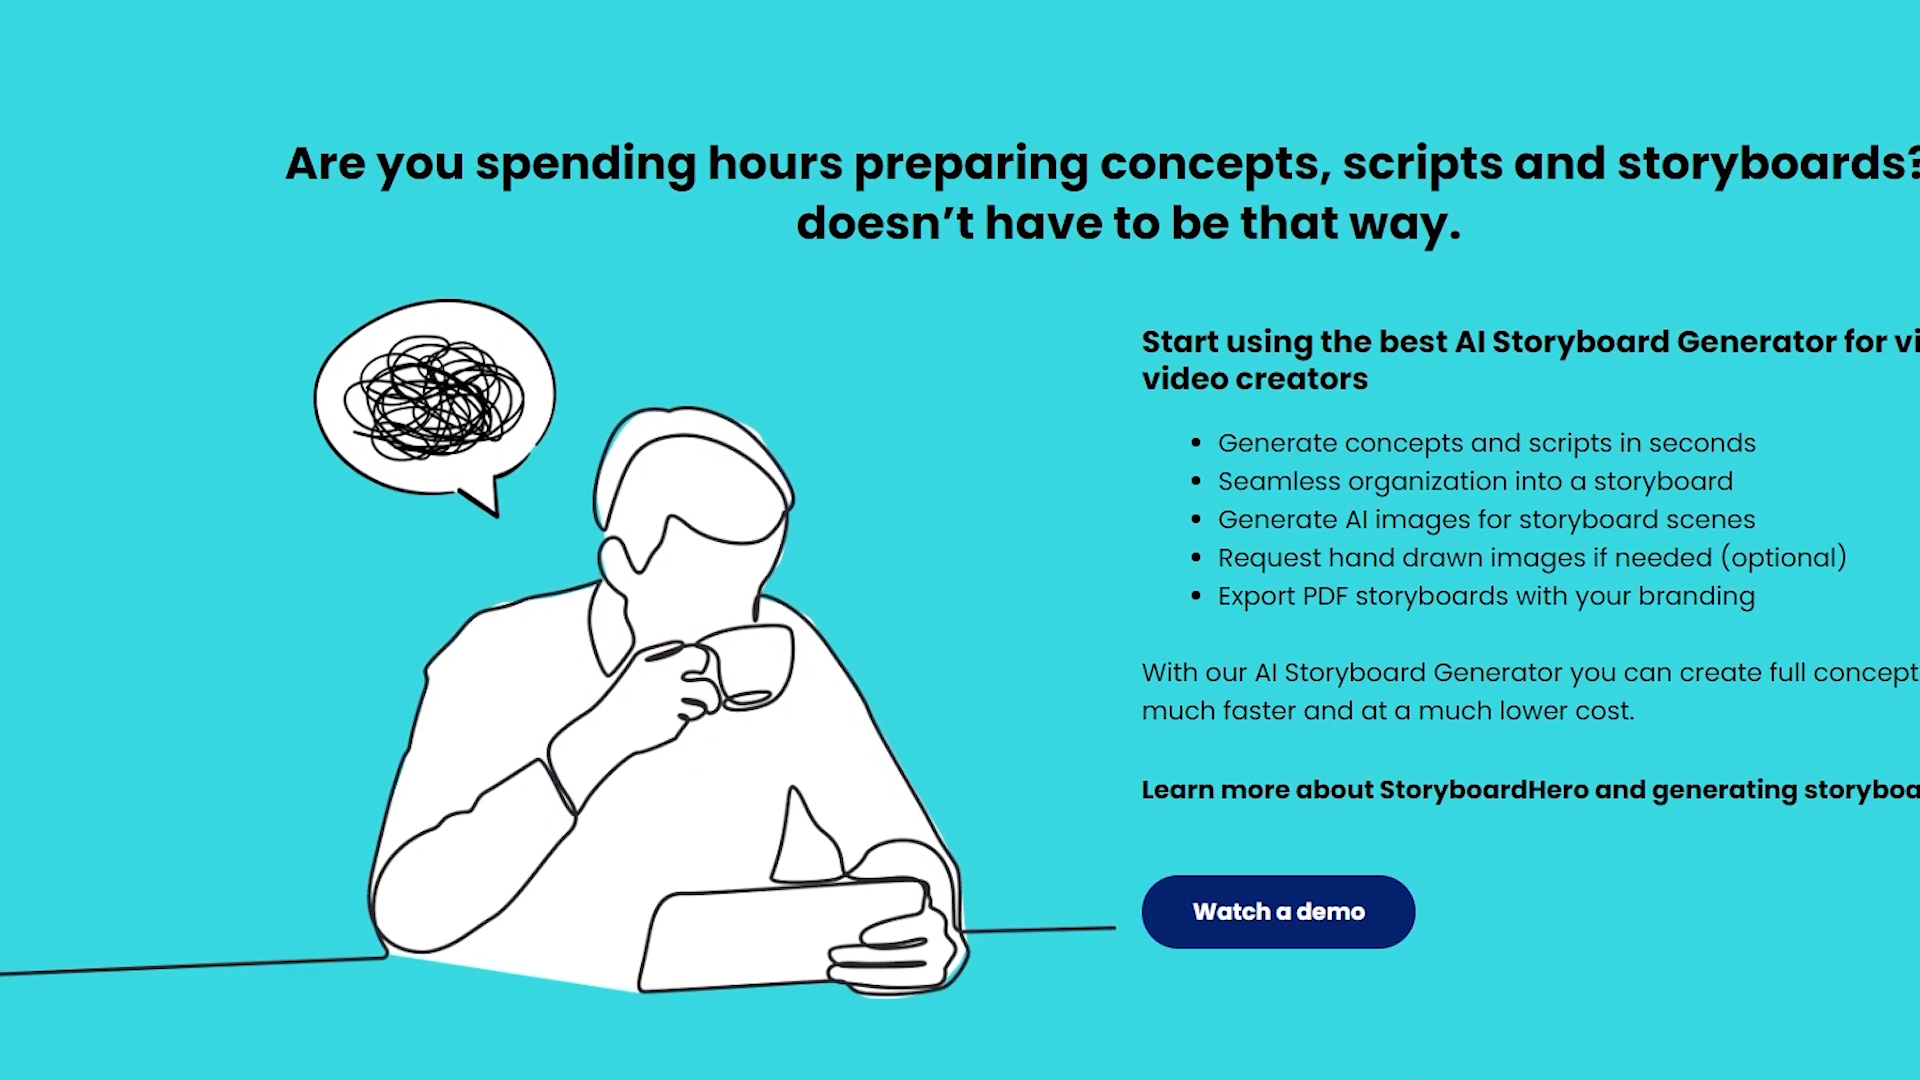 Are you spending hours preparing concepts, scripts and storyboards?
doesn’t have to be that way.
Start using the best AI Storyboard Generator for
video creators
Generate concepts and scripts in seconds
Seamless organization into a storyboard
Generate AI images for storyboard scenes
Request hand drawn images if needed (optional)
Export PDF storyboards with your branding
With our AI Storyboard Generator you can create full concept
much faster and at a much lower cost.
Learn more about StoryboardHero and generating
Watch a demo